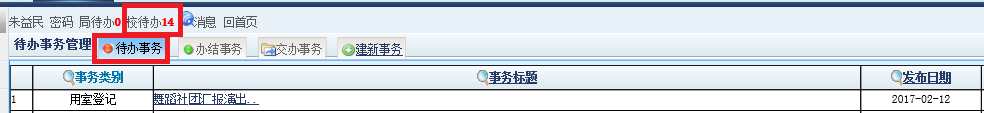 朱益民 密码 局待办0 校待办14 消息 回首页
待办事务管理 待办事务 办结事务 交办事务 建新事务
事务类别 事务标题 发布日期
1 用室登记 舞蹈社团汇报演出.. 2017-02-12